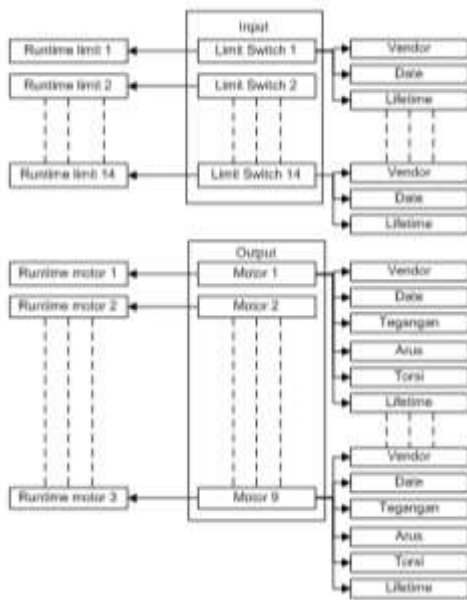 Input
Runtime limit 1
Limit Switch 1
Vendor
Date
Lifetime
Runtime limit 2
Limit Switch 2
Runtime limit 14
Limit Switch 14
Vendor
Date
Lifetime
Output
Runtime motor 1
Motor 1
Vendor
Date
Tegangan
Arus
Torsi
Lifetime
Runtime motor 2
Motor 2
Runtime motor 3
Motor 9
Vendor
Date
Tegangan
Arus
Torsi
Lifetime